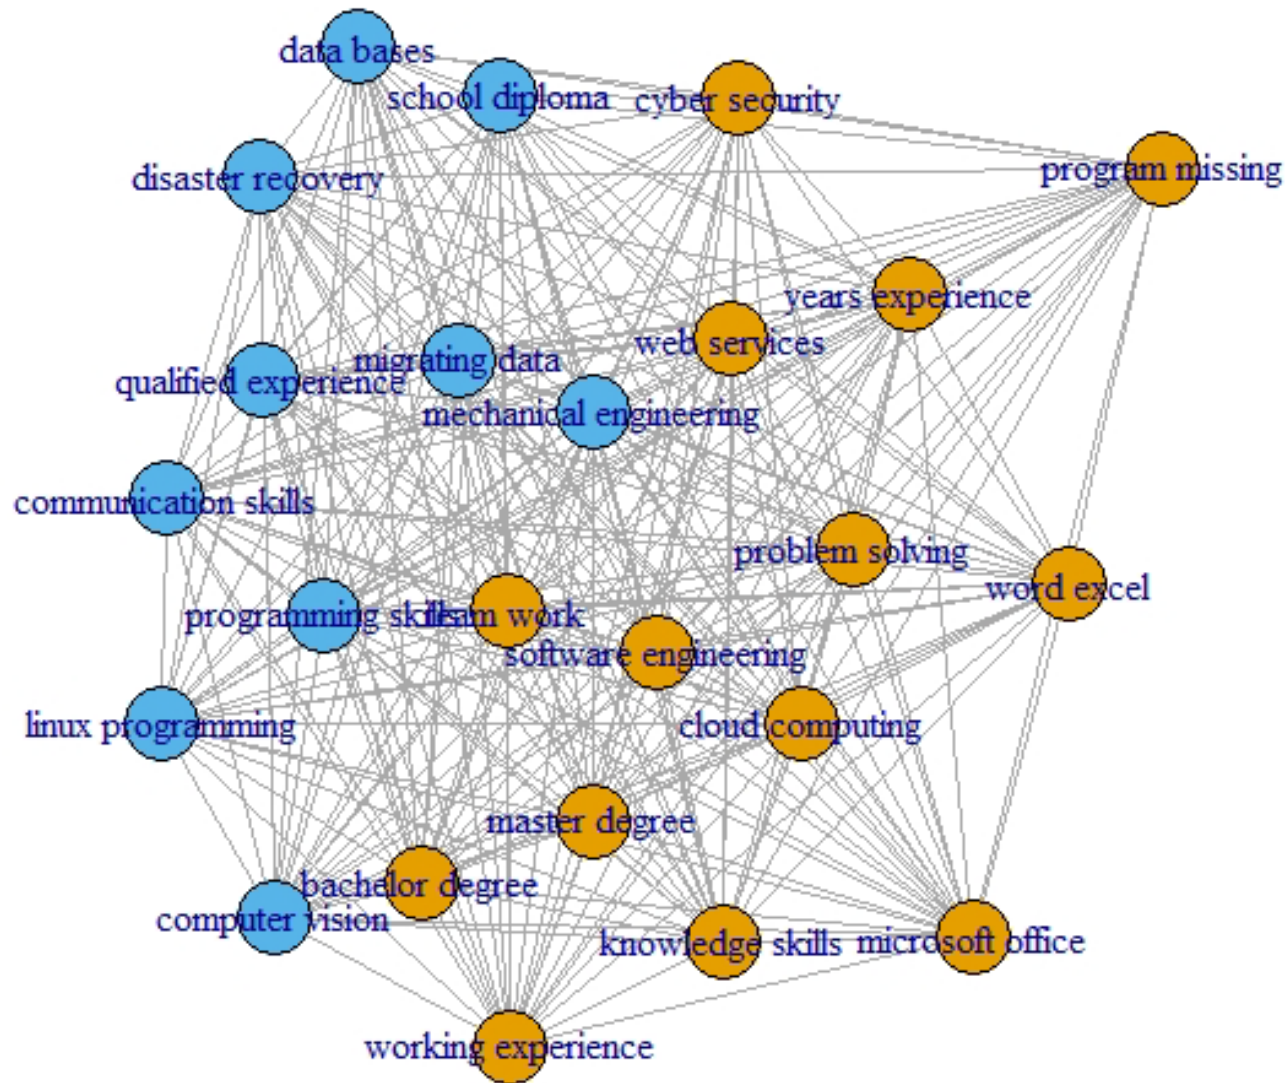 data bases
school diploma
cyber security
program missing
disaster recovery
years experience
web services
migrating data
qualified experience
mechanical engineering
communication skills
problem solving
word excel
programming skills
team work
software engineering
linux programming
cloud computing
master degree
bachelor degree
computer vision
knowledge skills
microsoft office
working experience